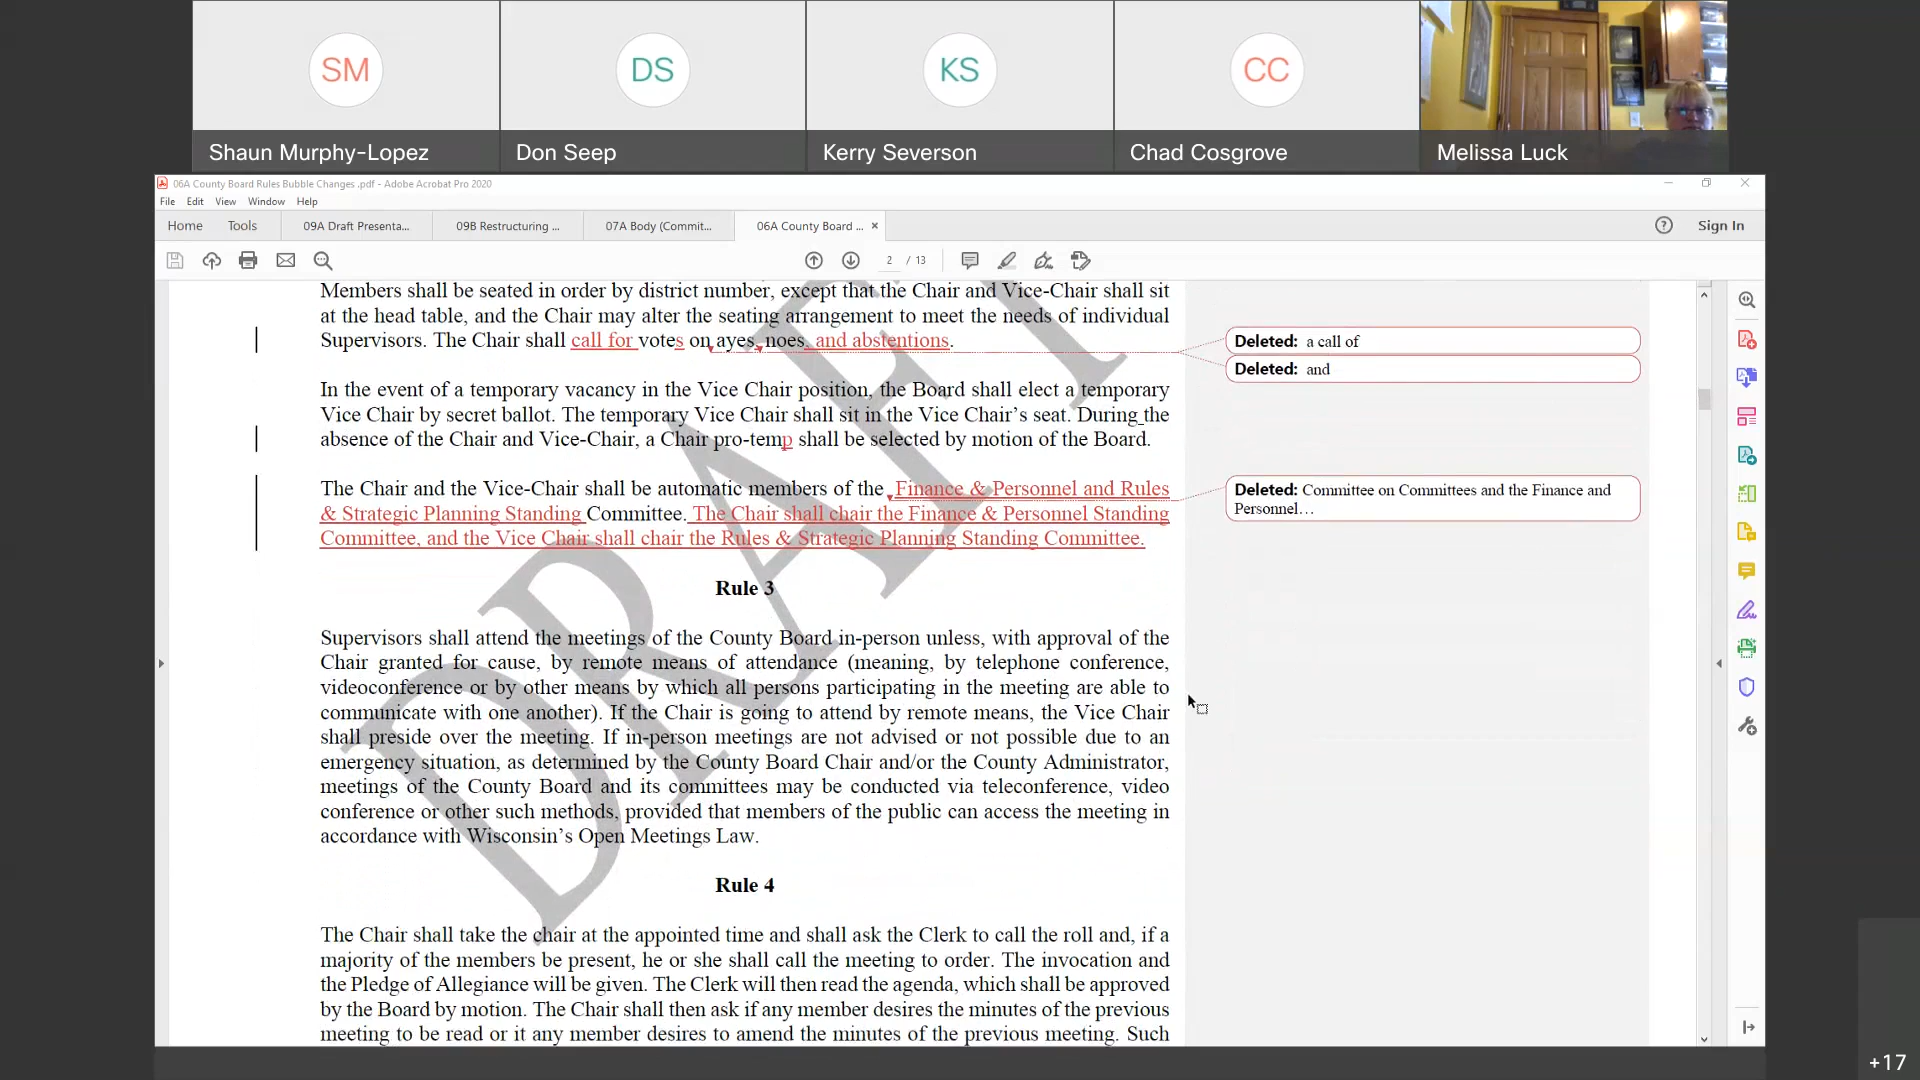 SM
DS
KS
CC
Shaun Murphy-Lopez
Don Seep
Kerry Severson
Chad Cosgrove
Melissa Luck
06A County Board Rules Bubble Changes .pdf - Adobe Acrobat Pro 2020
File Edit View Window Help
Home Tools 09A Draft Presenta... 09B Restructuring ... 07A Body (Commit... 06A County Board ... × Sign In
2 / 13
Members shall be seated in order by district number, except that the Chair and Vice-Chair shall sit
at the head table, and the Chair may alter the seating arrangement to meet the needs of individual
Supervisors. The Chair shall call for votes on ayes, noes, and abstentions.
Deleted: a call of
Deleted: and
In the event of a temporary vacancy in the Vice Chair position, the Board shall elect a temporary
Vice Chair by secret ballot. The temporary Vice Chair shall sit in the Vice Chair’s seat. During the
absence of the Chair and Vice-Chair, a Chair pro-temp shall be selected by motion of the Board.
The Chair and the Vice-Chair shall be automatic members of the Finance & Personnel and Rules
& Strategic Planning Standing Committee. The Chair shall chair the Finance & Personnel Standing
Committee, and the Vice Chair shall chair the Rules & Strategic Planning Standing Committee.
Deleted: Committee on Committees and the Finance and
Personnel…
Rule 3
Supervisors shall attend the meetings of the County Board in-person unless, with approval of the
Chair granted for cause, by remote means of attendance (meaning, by telephone conference,
videoconference or by other means by which all persons participating in the meeting are able to
communicate with one another). If the Chair is going to attend by remote means, the Vice Chair
shall preside over the meeting. If in-person meetings are not advised or not possible due to an
emergency situation, as determined by the County Board Chair and/or the County Administrator,
meetings of the County Board and its committees may be conducted via teleconference, video
conference or other such methods, provided that members of the public can access the meeting in
accordance with Wisconsin’s Open Meetings Law.
Rule 4
The Chair shall take the chair at the appointed time and shall ask the Clerk to call the roll and, if a
majority of the members be present, he or she shall call the meeting to order. The invocation and
the Pledge of Allegiance will be given. The Clerk will then read the agenda, which shall be approved
by the Board by motion. The Chair shall then ask if any member desires the minutes of the previous
meeting to be read or it any member desires to amend the minutes of the previous meeting. Such
DRAFT
+17